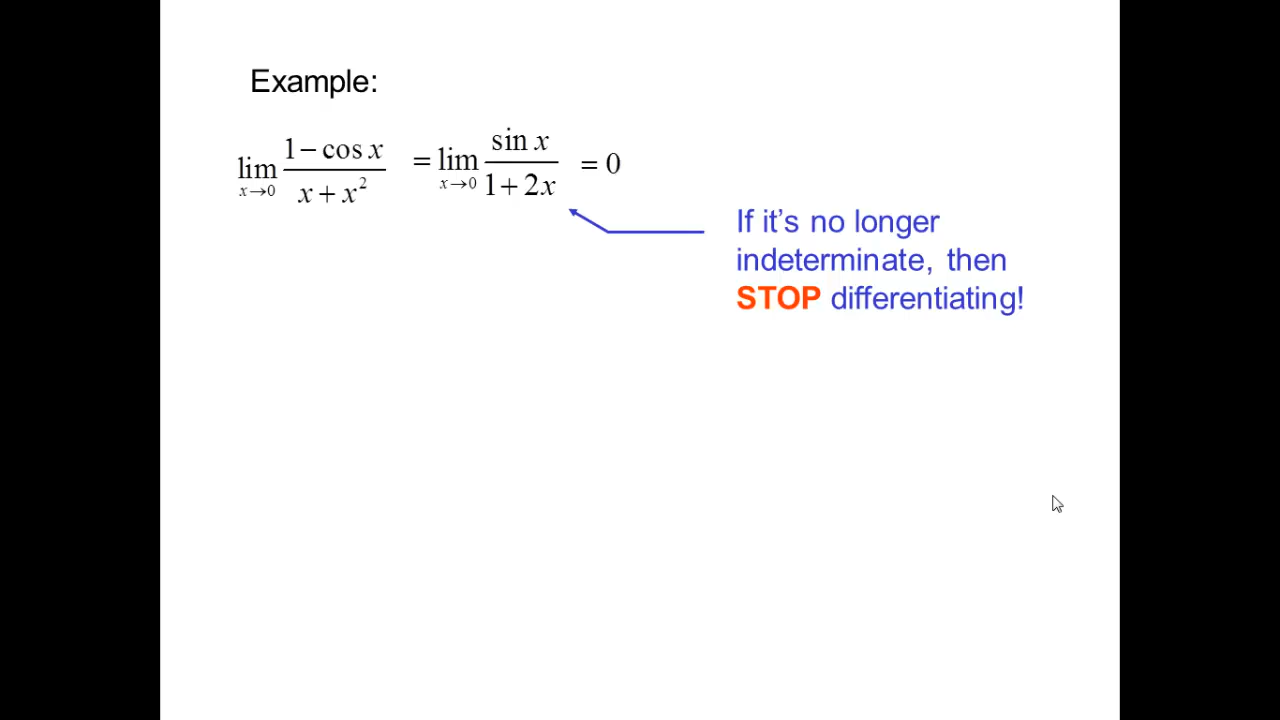 Example:
lim x→0 (1 − cos x)/(x + x²) = lim x→0 (sin x)/(1 + 2x) = 0
If it’s no longer
indeterminate, then
STOP differentiating!